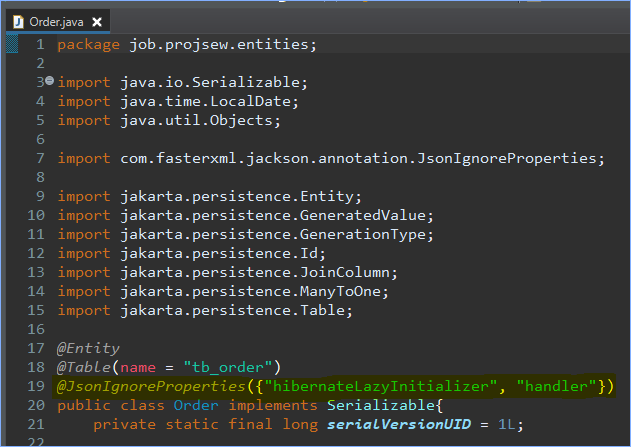 Order.java
1 package job.projsew.entities;
2
3 import java.io.Serializable;
4 import java.time.LocalDate;
5 import java.util.Objects;
6
7 import com.fasterxml.jackson.annotation.JsonIgnoreProperties;
8
9 import jakarta.persistence.Entity;
10 import jakarta.persistence.GeneratedValue;
11 import jakarta.persistence.GenerationType;
12 import jakarta.persistence.Id;
13 import jakarta.persistence.JoinColumn;
14 import jakarta.persistence.ManyToOne;
15 import jakarta.persistence.Table;
16
17 @Entity
18 @Table(name = "tb_order")
19 @JsonIgnoreProperties({"hibernateLazyInitializer", "handler"})
20 public class Order implements Serializable{
21 private static final long serialVersionUID = 1L;
22